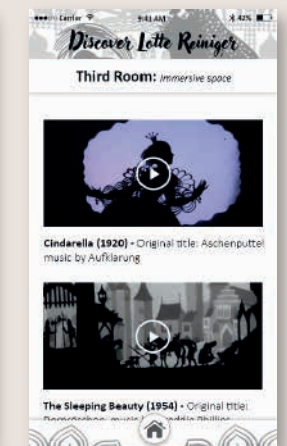 Carrier 9:41 AM 42%
Discover Lotte Reiniger
Third Room: Immersive space
Cindarella (1920) - Original title: Aschenputtel
music by Aufklarung
The Sleeping Beauty (1954) - Original title: